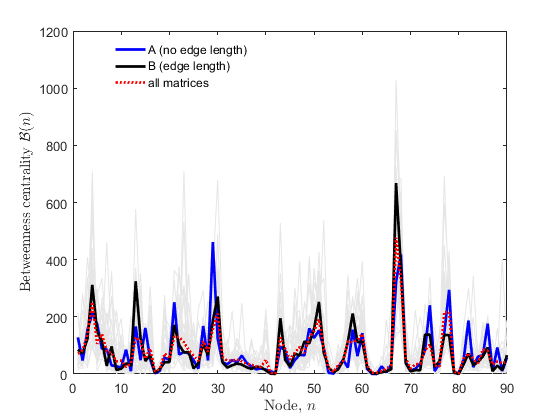 1200
1000
800
600
400
200
0
Betweenness centrality B(n)
A (no edge length)
B (edge length)
all matrices
0 10 20 30 40 50 60 70 80 90
Node, n